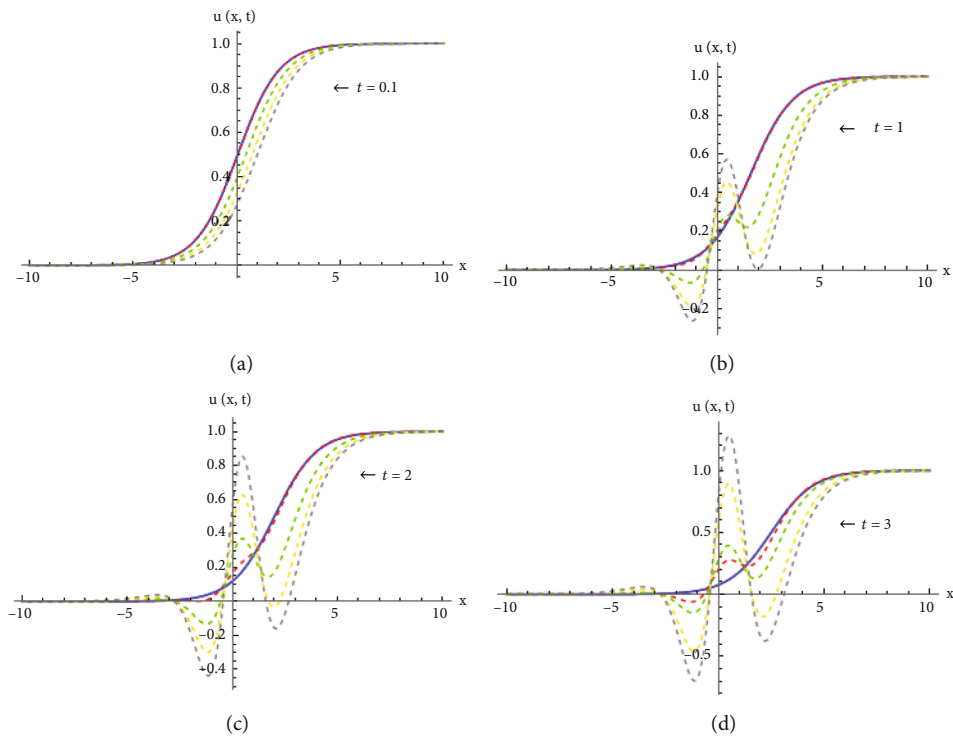 u (x, t)
1.0
0.8
0.6
0.4
0.2
−10
−5
5
10
x
← t = 0.1
(a)
u (x, t)
1.0
0.8
0.6
0.4
0.2
−10
−5
5
10
x
−0.2
← t = 1
(b)
u (x, t)
1.0
0.8
0.6
0.4
0.2
−10
−5
5
10
x
−0.2
−0.4
← t = 2
(c)
u (x, t)
1.0
0.5
−10
−5
5
10
x
−0.5
← t = 3
(d)